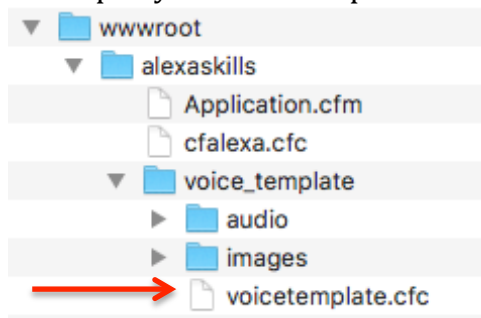 wwwroot
alexaskills
Application.cfm
cfalexa.cfc
voice_template
audio
images
voicetemplate.cfc